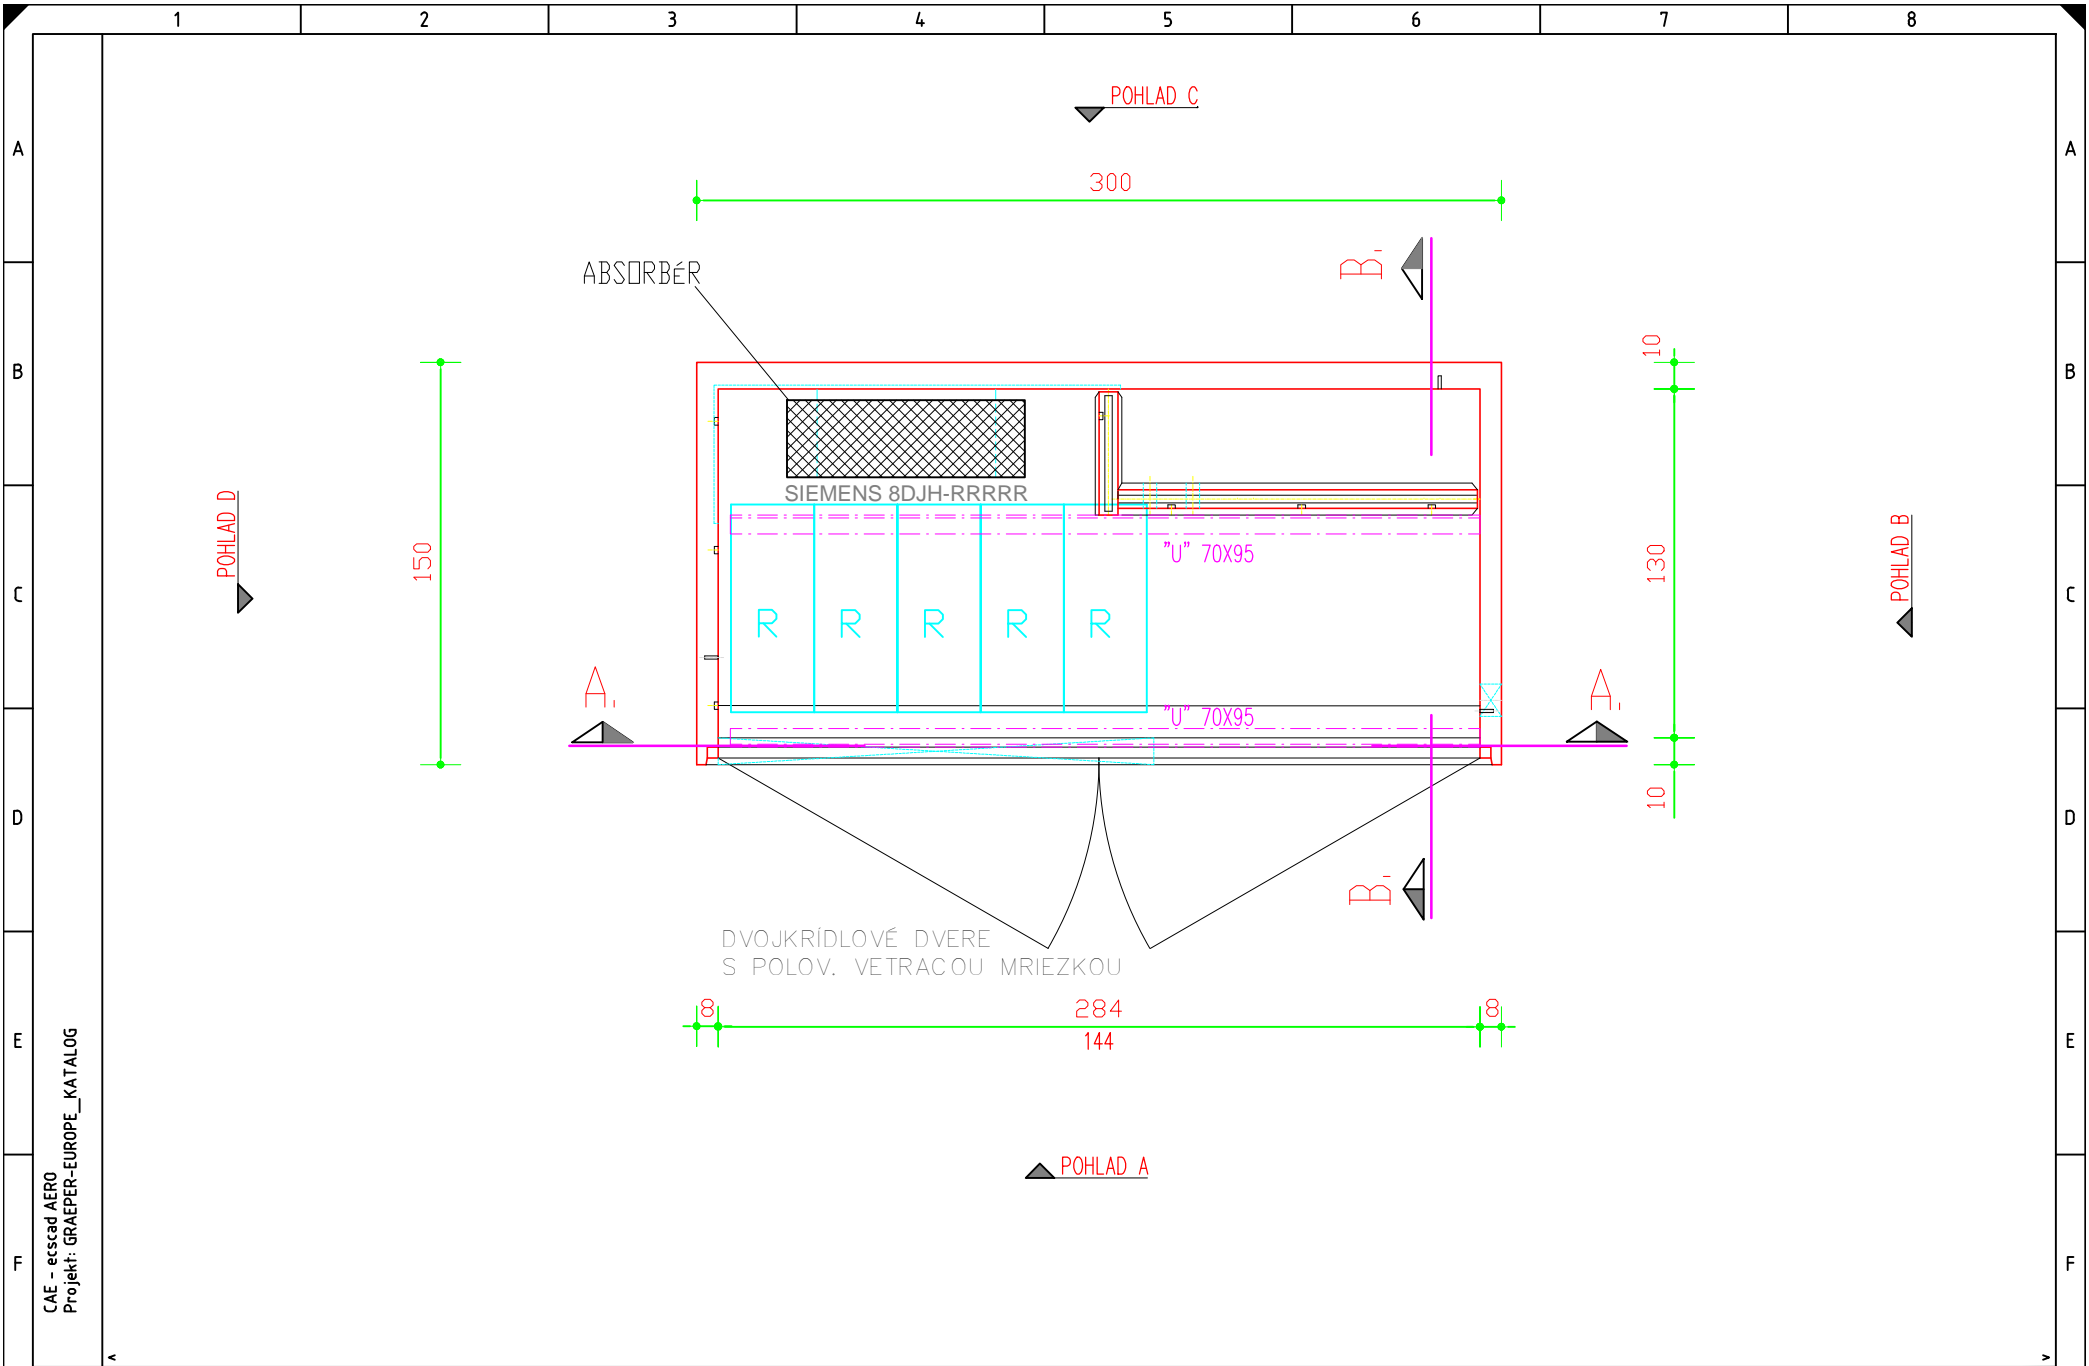 1 2 3 4 5 6 7 8
POHLAD C
A A
300
ABSORBéR
B
10
B B
SIEMENS 8DJH-RRRRR
POHLAD D
150
"U" 70X95
130
POHLAD B
C C
R R R R R
A A
"U" 70X95
10
D D
B
DVOJKRÍDLOVÉ DVERE
S POLOV. VETRACOU MRIEZKOU
8 284 8
144
E E
POHLAD A
F F
CAE - ecscad AERO
Projekt: GRAEPER-EUROPE_KATALOG
< >